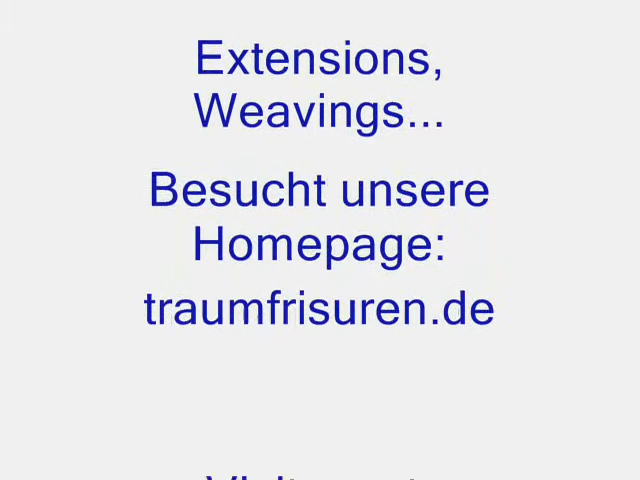 Extensions,
Weavings...
Besucht unsere
Homepage:
traumfrisuren.de